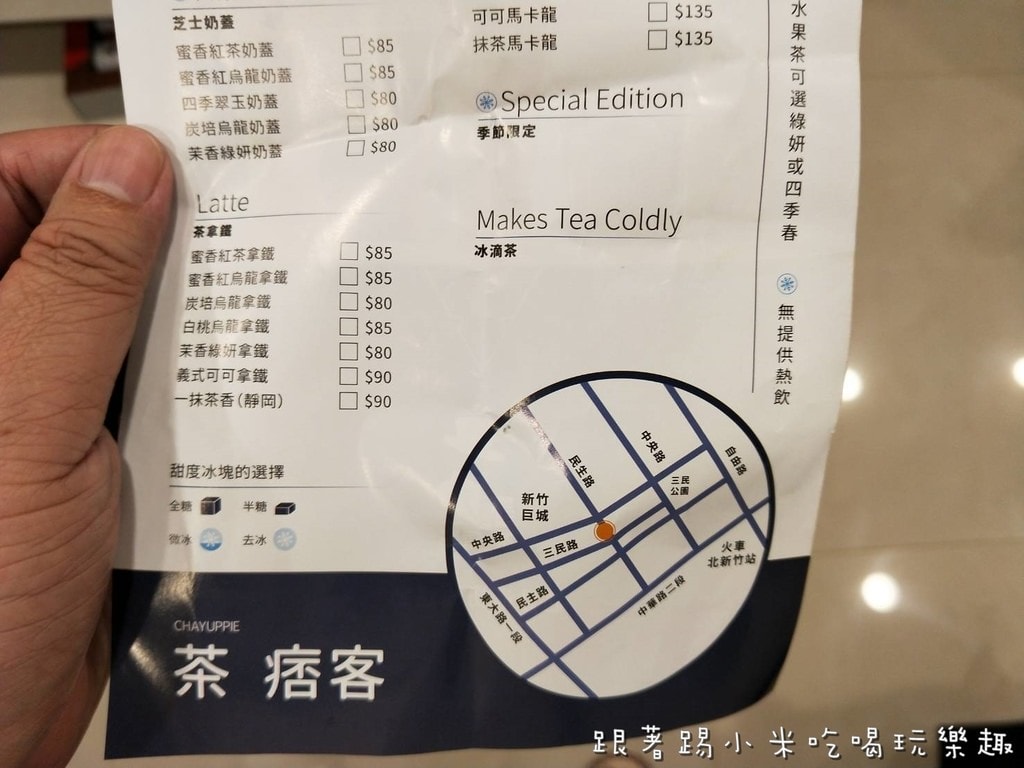 芝士奶蓋
蜜香紅茶奶蓋 $85
蜜香紅烏龍奶蓋 $85
四季翠玉奶蓋 $80
炭培烏龍奶蓋 $80
茉香綠妍奶蓋 $80
Latte
茶拿鐵
蜜香紅茶拿鐵 $85
蜜香紅烏龍拿鐵 $85
炭培烏龍拿鐵 $80
白桃烏龍拿鐵 $85
茉香綠妍拿鐵 $80
義式可可拿鐵 $90
一抹茶香(靜岡) $90
甜度冰塊的選擇
全糖 半糖
微冰 去冰
可可馬卡龍 $135
抹茶馬卡龍 $135
Special Edition
季節限定
Makes Tea Coldly
冰滴茶
水果茶可選綠妍或四季春
無提供熱飲
民生路
中央路
自由路
三民
公園
新竹
巨城
中央路
三民路
民主路
東大路一段
中華路二段
火車
北新竹站
CHAYUPPIE
茶 痞客
跟著踢小米吃喝玩樂趣